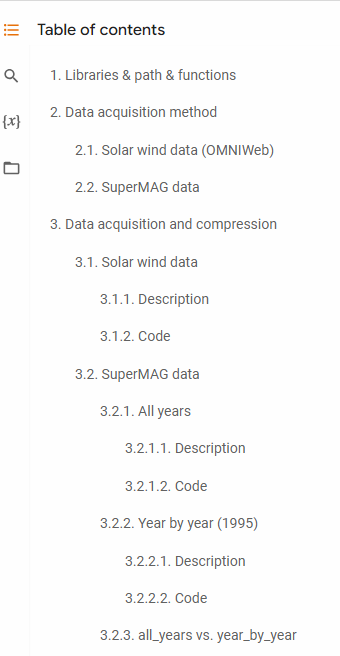 Table of contents
1. Libraries & path & functions
2. Data acquisition method
2.1. Solar wind data (OMNIWeb)
{x}
2.2. SuperMAG data
3. Data acquisition and compression
3.1. Solar wind data
3.1.1. Description
3.1.2. Code
3.2. SuperMAG data
3.2.1. All years
3.2.1.1. Description
3.2.1.2. Code
3.2.2. Year by year (1995)
3.2.2.1. Description
3.2.2.2. Code
3.2.3. all_years vs. year_by_year